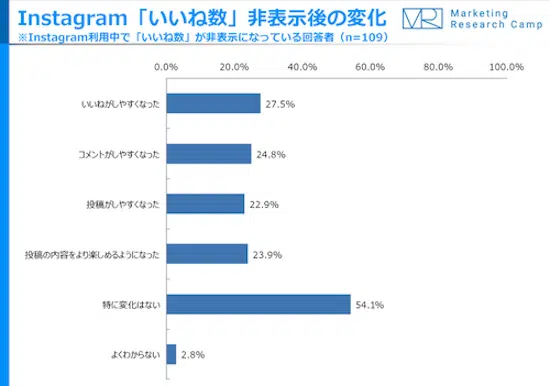 Instagram「いいね数」非表示後の変化
※Instagram利用中で「いいね数」が非表示になっている回答者（n=109）
Marketing
Research Camp
0.0% 20.0% 40.0% 60.0% 80.0% 100.0%
いいねがしやすくなった 27.5%
コメントがしやすくなった 24.8%
投稿がしやすくなった 22.9%
投稿の内容をより楽しめるようになった 23.9%
特に変化はない 54.1%
よくわからない 2.8%